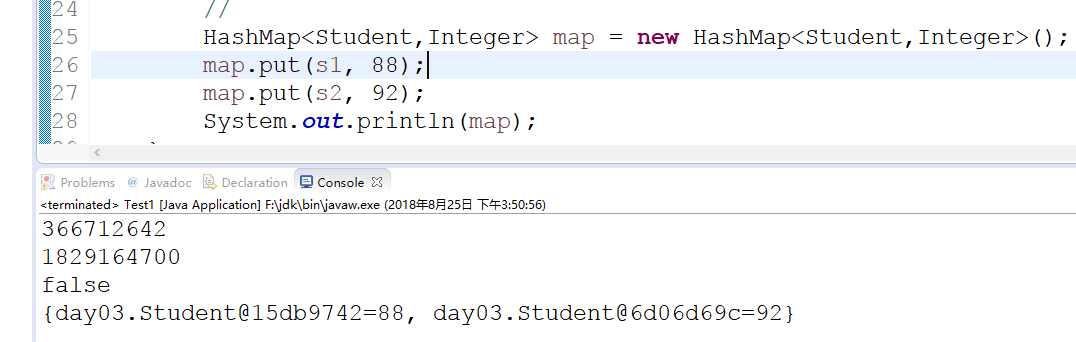 24 //
25 HashMap<Student,Integer> map = new HashMap<Student,Integer>();
26 map.put(s1, 88);
27 map.put(s2, 92);
28 System.out.println(map);
Problems @ Javadoc Declaration Console
<terminated> Test1 [Java Application] F:\jdk\bin\javaw.exe (2018年8月25日 下午3:50:56)
366712642
1829164700
false
{day03.Student@15db9742=88, day03.Student@6d06d69c=92}